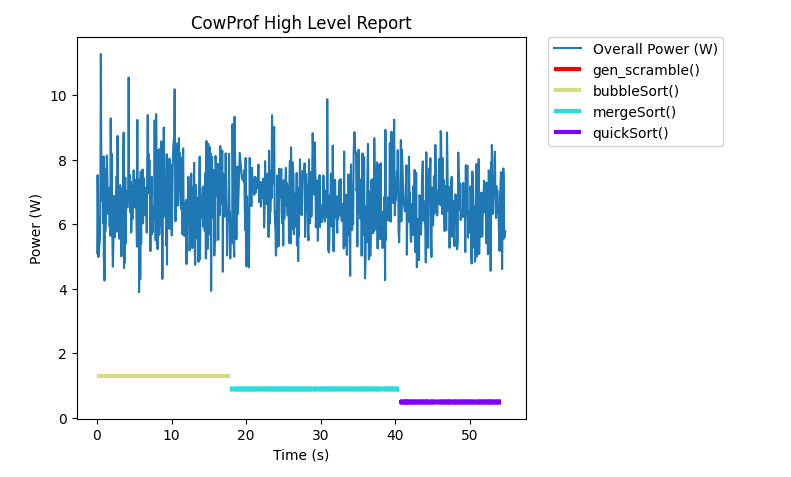 CowProf High Level Report
Overall Power (W)
gen_scramble()
bubbleSort()
mergeSort()
quickSort()
Power (W)
10
8
6
4
2
0
0 10 20 30 40 50
Time (s)